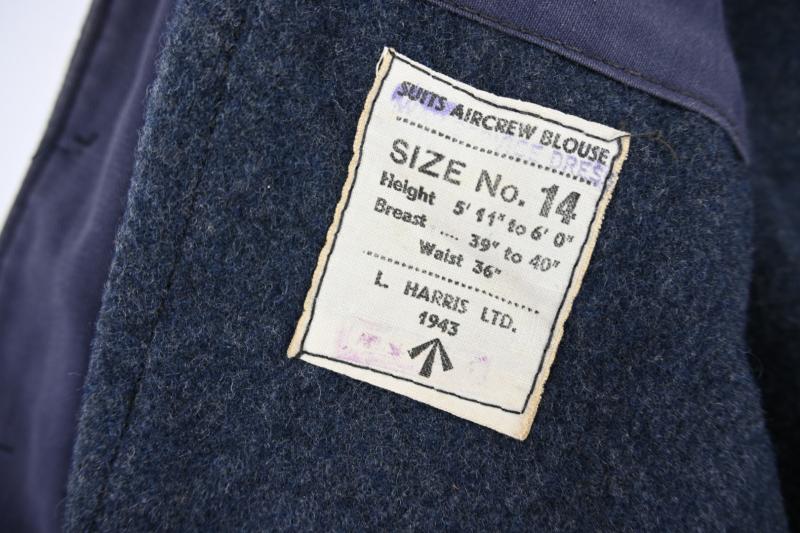 SUITS AIRCREW BLOUSE
SIZE No. 14
Height 5' 11" to 6' 0"
Breast .... 39" to 40"
Waist 36"
L. HARRIS LTD.
1943